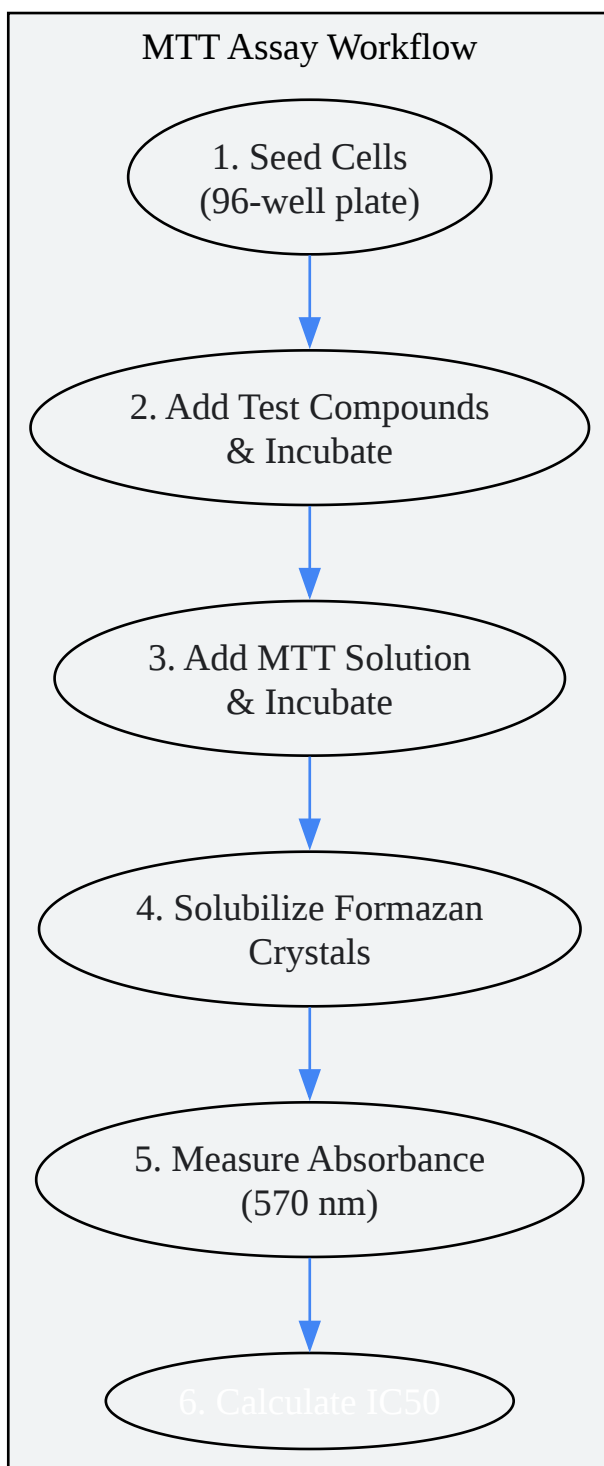 MTT Assay Workflow
1. Seed Cells
(96-well plate)
2. Add Test Compounds
& Incubate
3. Add MTT Solution
& Incubate
4. Solubilize Formazan
Crystals
5. Measure Absorbance
(570 nm)
6. Calculate IC50